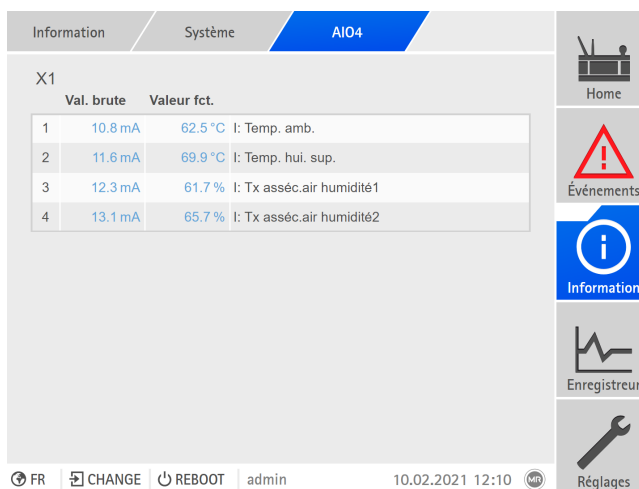 Information Système AIO4
X1
Val. brute Valeur fct.
1 10.8 mA 62.5 °C I: Temp. amb.
2 11.6 mA 69.9 °C I: Temp. hui. sup.
3 12.3 mA 61.7 % I: Tx asséc.air humidité1
4 13.1 mA 65.7 % I: Tx asséc.air humidité2
Home
Événements
Information
Enregistreur
Réglages
FR CHANGE REBOOT admin 10.02.2021 12:10 MR